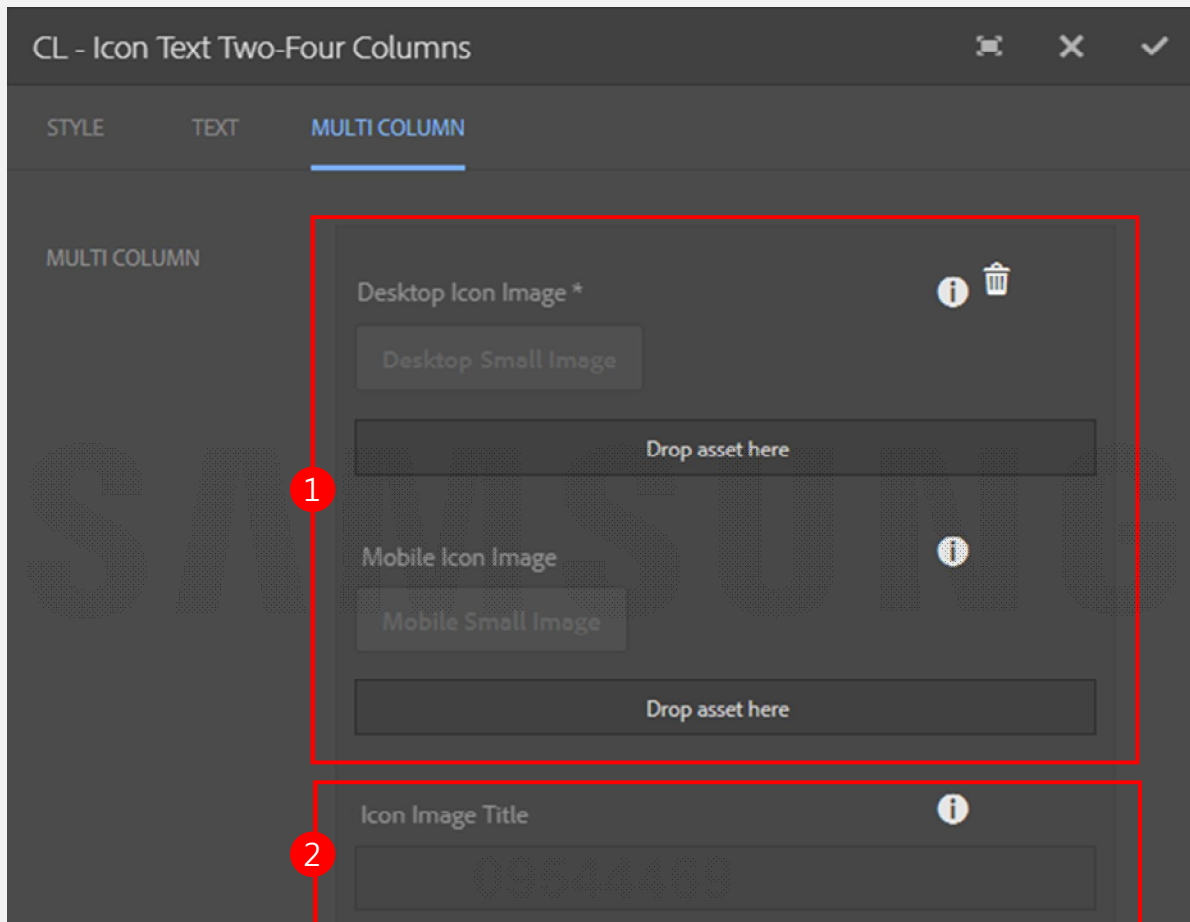 CL - Icon Text Two-Four Columns
STYLE TEXT MULTI COLUMN
MULTI COLUMN
Desktop Icon Image *
Desktop Small Image
Drop asset here
SAMSUNG
1
Mobile Icon Image
Mobile Small Image
Drop asset here
Icon Image Title
2